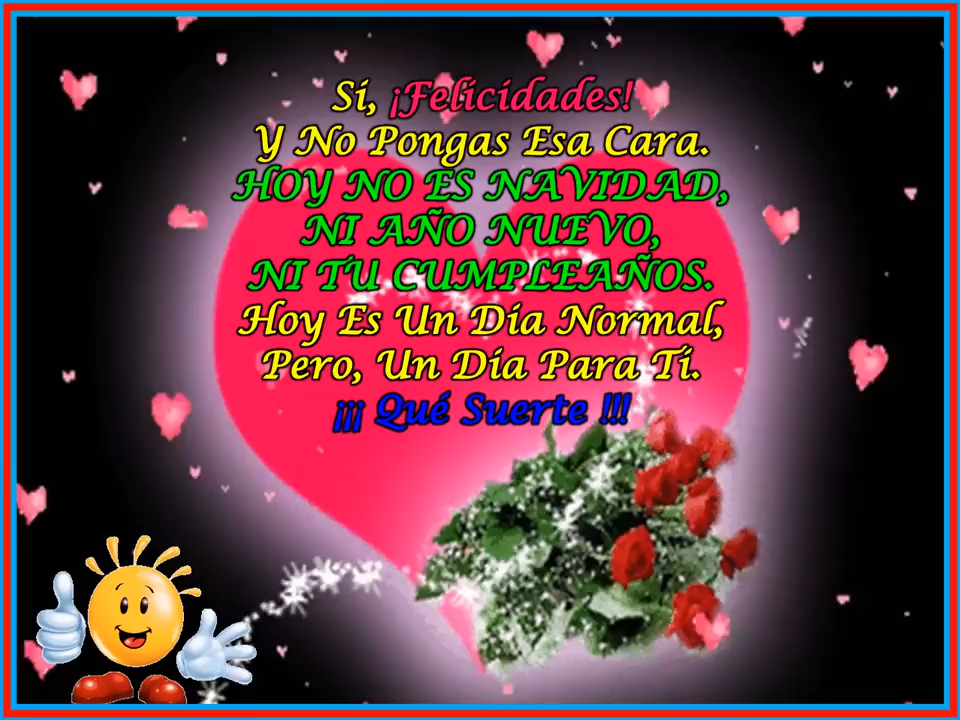 Sí, ¡Felicidades!
Y No Pongas Esa Cara.
HOY NO ES NAVIDAD,
NI AÑO NUEVO,
NI TU CUMPLEAÑOS.
Hoy Es Un Día Normal,
Pero, Un Día Para Ti.
¡¡¡ Qué Suerte !!!